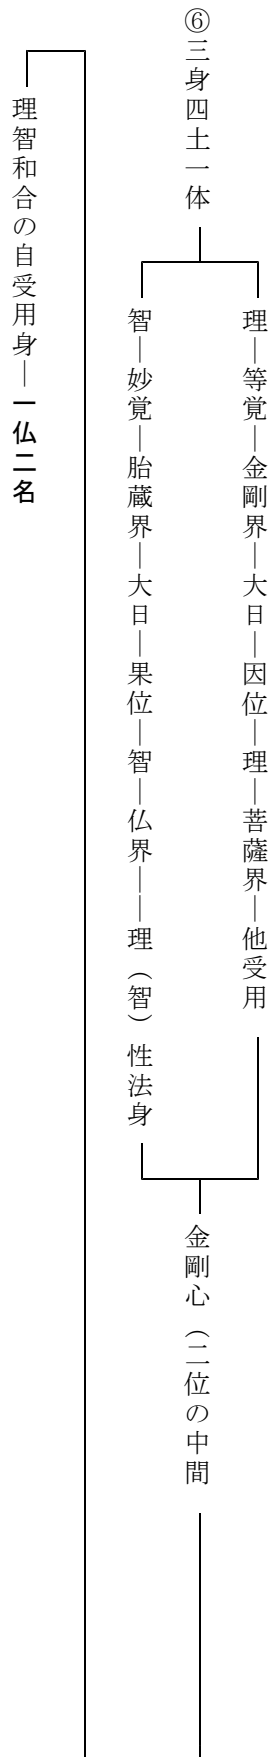 ⑥三身四土一体
理―等覚―金剛界―大日―因位―理―菩薩界―他受用
智―妙覚―胎蔵界―大日―果位―智―仏界――理(智)性法身
金剛心(二位の中間
理智和合の自受用身―一仏二名